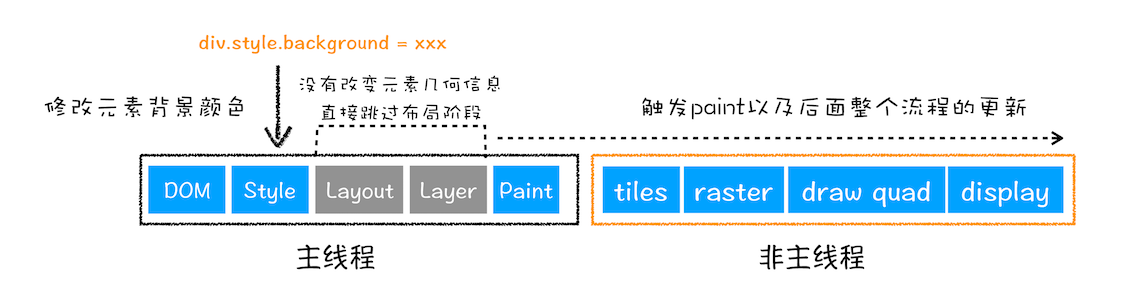 div.style.background = xxx
没有改变元素几何信息
直接跳过布局阶段
修改元素背景颜色
触发paint以及后面整个流程的更新
DOM
Style
Layout
Layer
Paint
tiles
raster
draw quad
display
主线程
非主线程